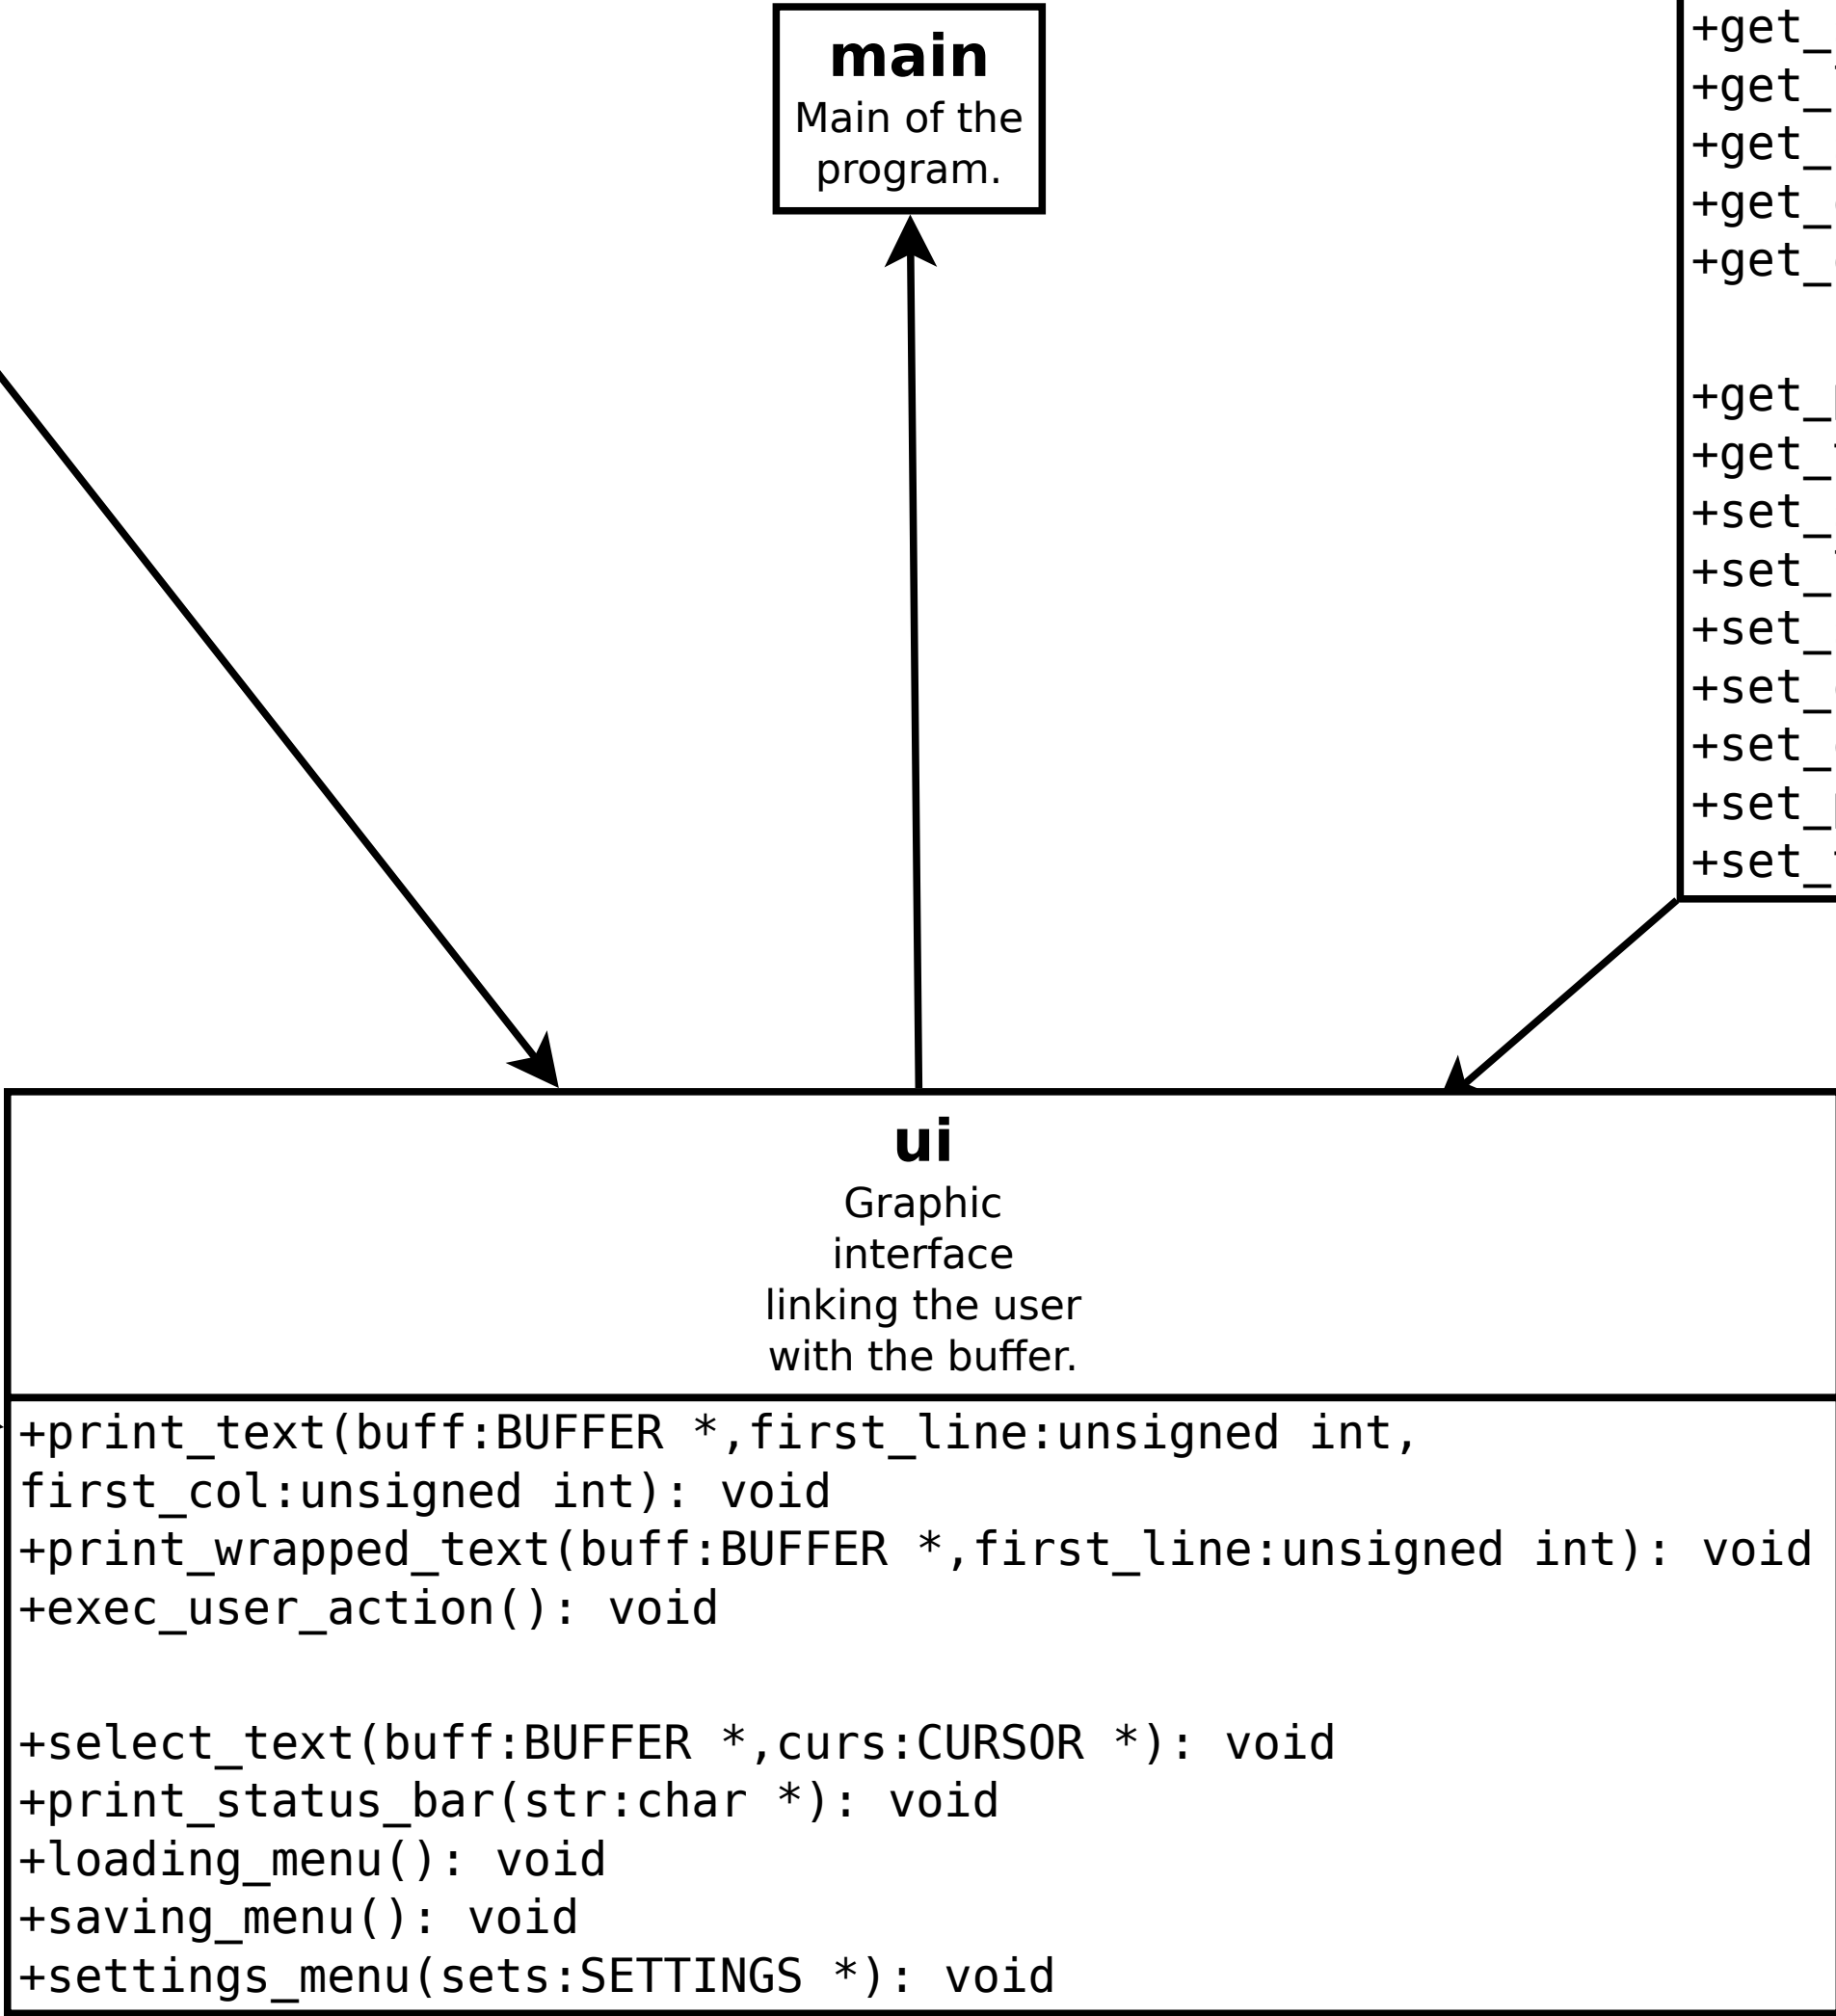 main
Main of the
program.
+get_
+get_
+get_
+get_
+get_
+get_
+get_
+set_
+set_
+set_
+set_
+set_
+set_
+set_
ui
Graphic
interface
linking the user
with the buffer.
+print_text(buff:BUFFER *,first_line:unsigned int,
first_col:unsigned int): void
+print_wrapped_text(buff:BUFFER *,first_line:unsigned int): void
+exec_user_action(): void
+select_text(buff:BUFFER *,curs:CURSOR *): void
+print_status_bar(str:char *): void
+loading_menu(): void
+saving_menu(): void
+settings_menu(sets:SETTINGS *): void